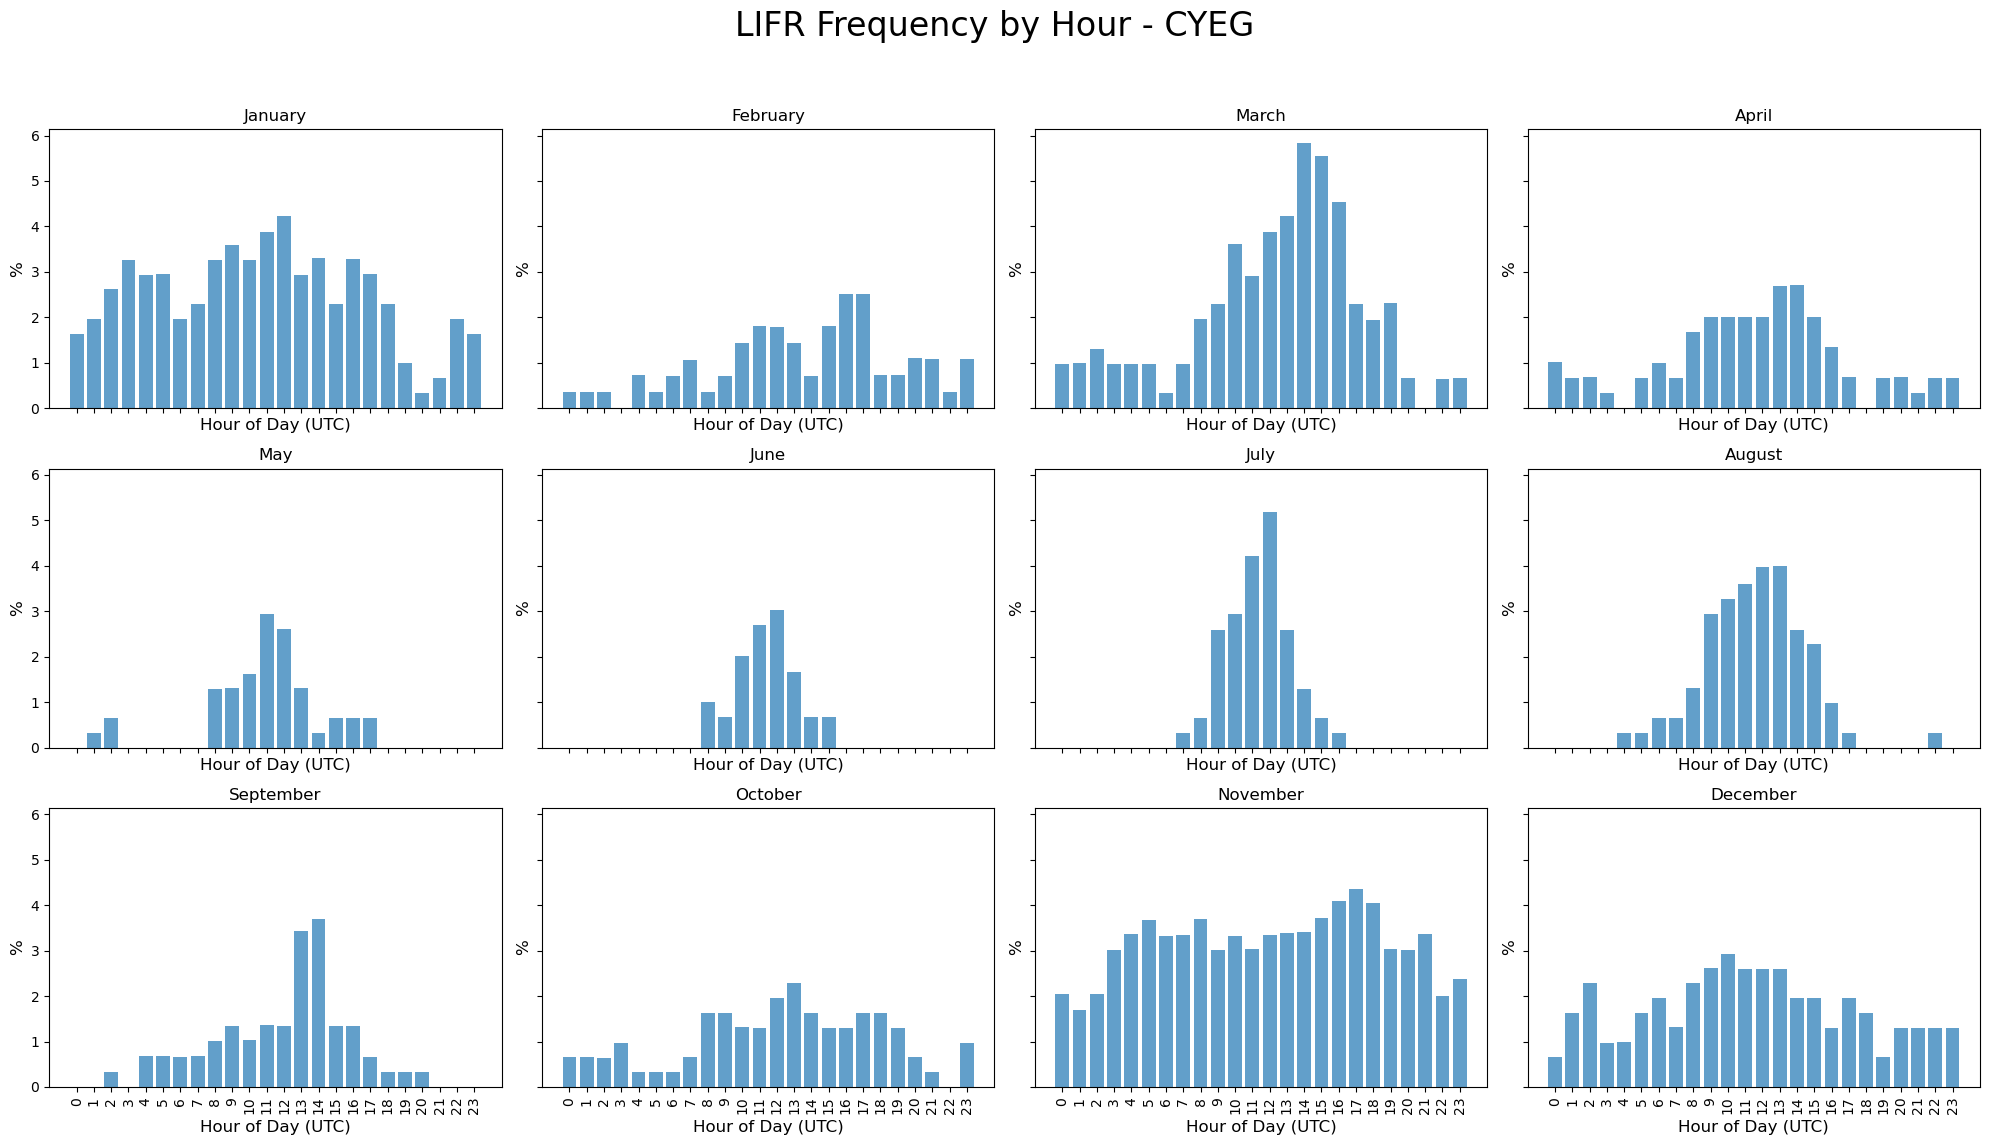 LIFR Frequency by Hour - CYEG
January February March April
6
5
4
3
2
1
0
% % % %
Hour of Day (UTC) Hour of Day (UTC) Hour of Day (UTC) Hour of Day (UTC)
May June July August
6
5
4
3
2
1
0
% % % %
Hour of Day (UTC) Hour of Day (UTC) Hour of Day (UTC) Hour of Day (UTC)
September October November December
6
5
4
3
2
1
0
% % % %
0 1 2 3 4 5 6 7 8 9 10 11 12 13 14 15 16 17 18 19 20 21 22 23 0 1 2 3 4 5 6 7 8 9 10 11 12 13 14 15 16 17 18 19 20 21 22 23 0 1 2 3 4 5 6 7 8 9 10 11 12 13 14 15 16 17 18 19 20 21 22 23 0 1 2 3 4 5 6 7 8 9 10 11 12 13 14 15 16 17 18 19 20 21 22 23
Hour of Day (UTC) Hour of Day (UTC) Hour of Day (UTC) Hour of Day (UTC)